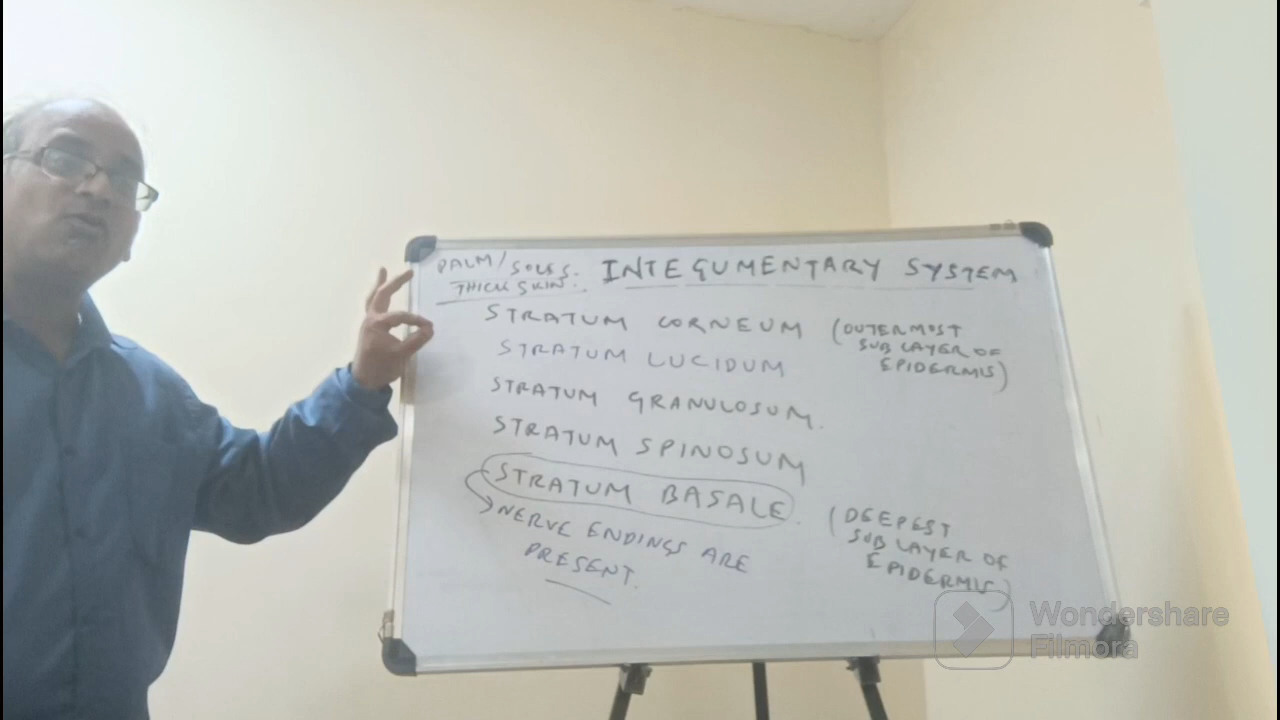 PALM/SOLES.
THICK SKIN.
INTEGUMENTARY SYSTEM
STRATUM CORNEUM (OUTERMOST
SUB LAYER OF
EPIDERMIS)
STRATUM LUCIDUM
STRATUM GRANULOSUM.
STRATUM SPINOSUM
STRATUM BASALE. (DEEPEST
SUB LAYER OF
EPIDERMIS)
NERVE ENDINGS ARE
PRESENT.
Wondershare
Filmora